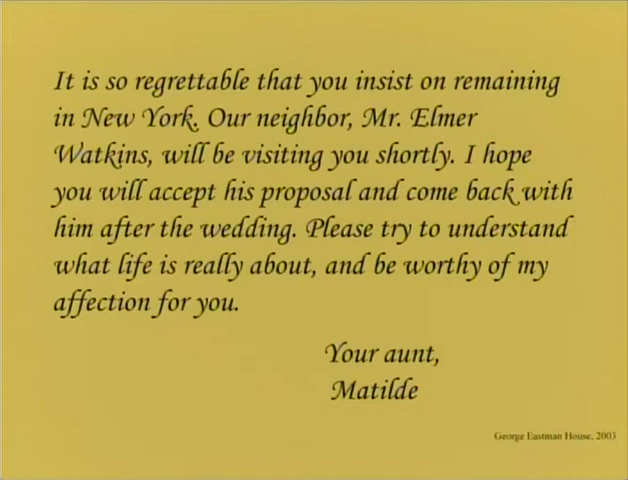 It is so regrettable that you insist on remaining
in New York. Our neighbor, Mr. Elmer
Watkins, will be visiting you shortly. I hope
you will accept his proposal and come back with
him after the wedding. Please try to understand
what life is really about, and be worthy of my
affection for you.
Your aunt,
Matilde
George Eastman House, 2003